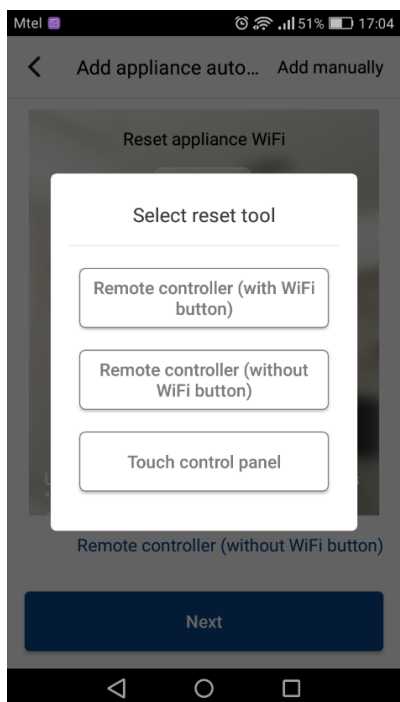 Mtel 51% 17:04
Add appliance auto... Add manually
Reset appliance WiFi
Select reset tool
Remote controller (with WiFi
button)
Remote controller (without
WiFi button)
Touch control panel
Remote controller (without WiFi button)
Next